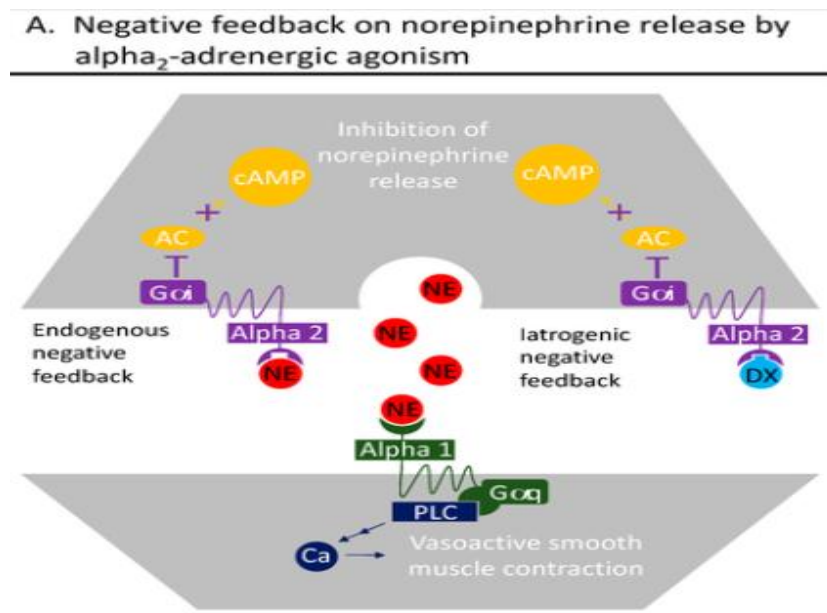 A. Negative feedback on norepinephrine release by
alpha₂-adrenergic agonism
Inhibition of
norepinephrine
release
cAMP
cAMP
+
+
AC
AC
Gαi
Gαi
NE
Endogenous
negative
feedback
Alpha 2
NE
NE
Iatrogenic
negative
feedback
Alpha 2
DX
NE
NE
Alpha 1
Gαq
PLC
Ca
Vasoactive smooth
muscle contraction